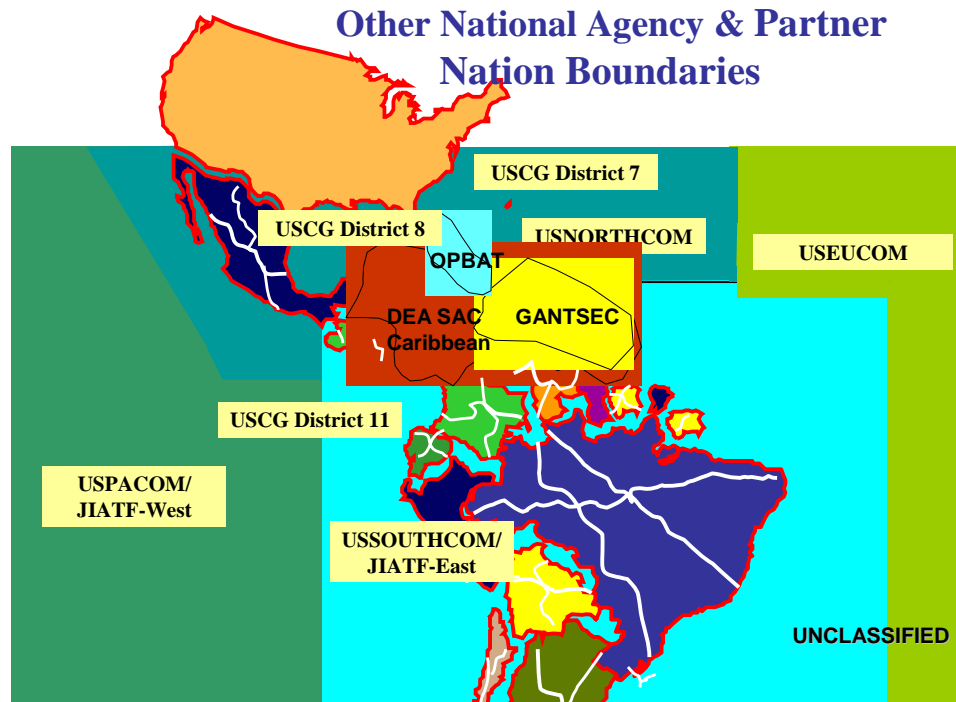 Other National Agency & Partner
Nation Boundaries
USCG District 7
USCG District 8
USNORTHCOM
USEUCOM
OPBAT
DEA SAC
Caribbean
GANTSEC
USCG District 11
USPACOM/
JIATF-West
USSOUTHCOM/
JIATF-East
UNCLASSIFIED